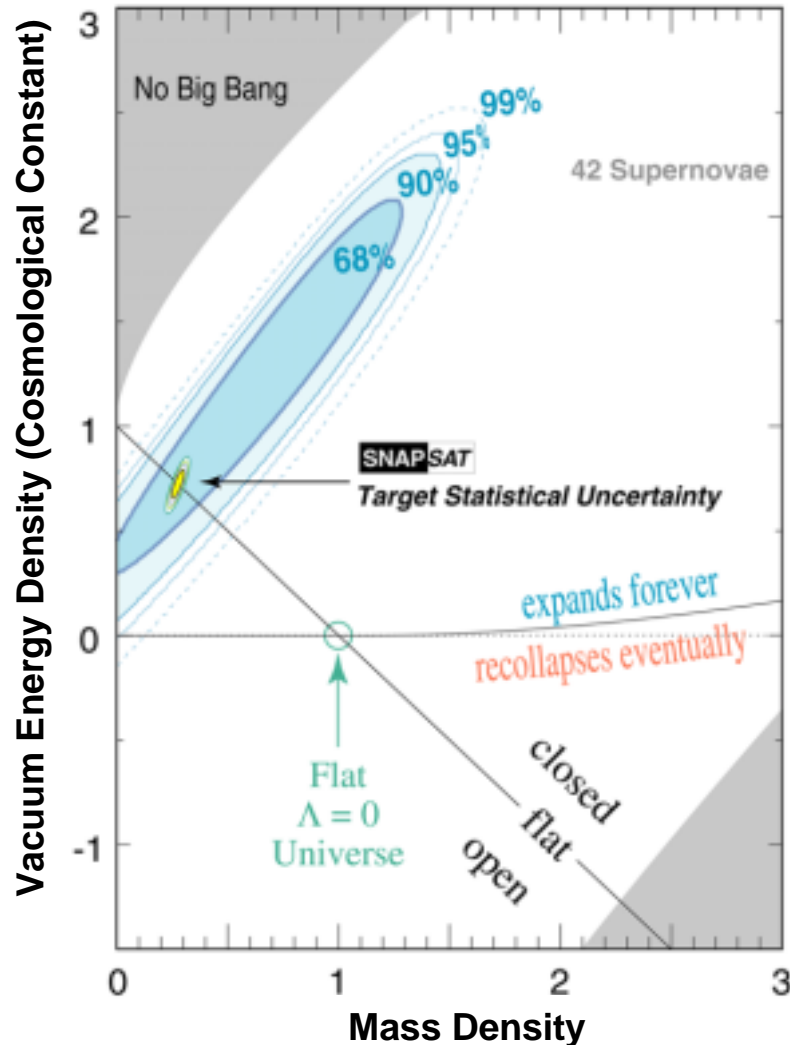 Vacuum Energy Density (Cosmological Constant)
3
2
1
0
-1
No Big Bang
99%
95%
90%
68%
42 Supernovae
SNAPSAT
Target Statistical Uncertainty
expands forever
recollapses eventually
Flat
Λ = 0
Universe
closed
flat
open
0
1
2
3
Mass Density